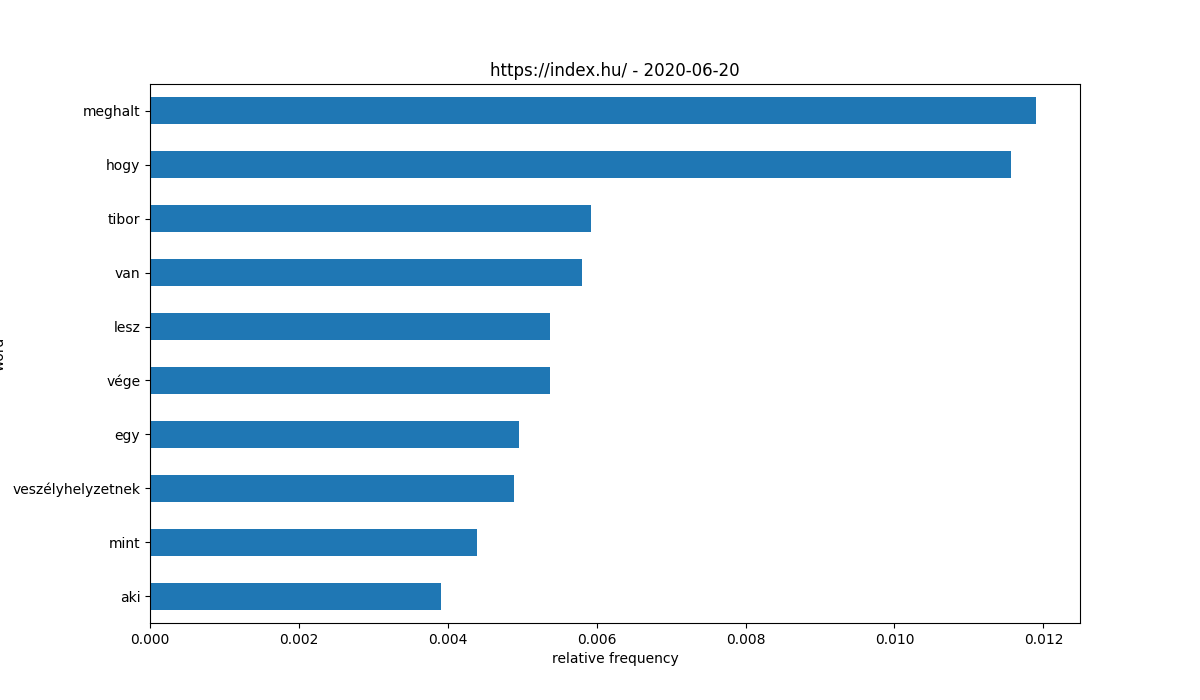 https://index.hu/ - 2020-06-20
meghalt
hogy
tibor
van
lesz
vége
egy
veszélyhelyzetnek
mint
aki
0.000 0.002 0.004 0.006 0.008 0.010 0.012
relative frequency